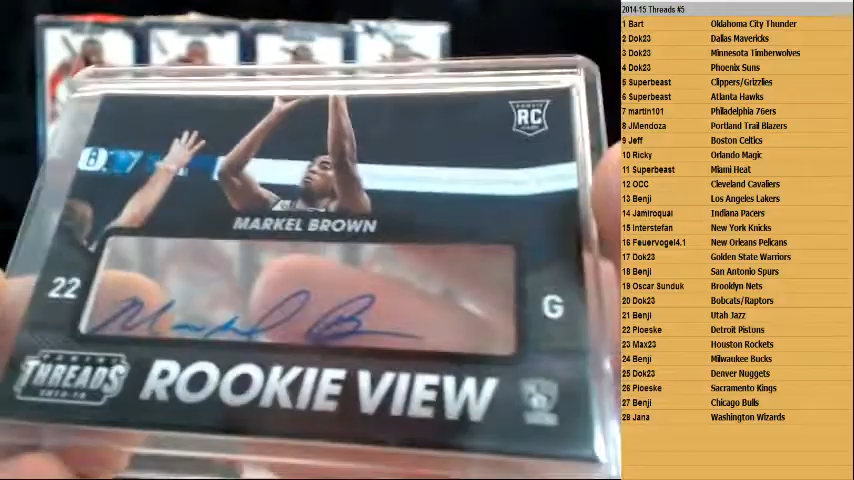 RC
MARKEL BROWN
22
G
Markel B
PANINI
THREADS
2014-15
ROOKIE VIEW
2014-15 Threads #5
1 Bart Oklahoma City Thunder
2 Dok23 Dallas Mavericks
3 Dok23 Minnesota Timberwolves
4 Dok23 Phoenix Suns
5 Superbeast Clippers/Grizzlies
6 Superbeast Atlanta Hawks
7 martin101 Philadelphia 76ers
8 JMendoza Portland Trail Blazers
9 Jeff Boston Celtics
10 Ricky Orlando Magic
11 Superbeast Miami Heat
12 OCC Cleveland Cavaliers
13 Benji Los Angeles Lakers
14 Jamiroquai Indiana Pacers
15 Interstefan New York Knicks
16 Feuervogel4.1 New Orleans Pelicans
17 Dok23 Golden State Warriors
18 Benji San Antonio Spurs
19 Oscar Sunduk Brooklyn Nets
20 Dok23 Bobcats/Raptors
21 Benji Utah Jazz
22 Ploeske Detroit Pistons
23 Max23 Houston Rockets
24 Benji Milwaukee Bucks
25 Dok23 Denver Nuggets
26 Ploeske Sacramento Kings
27 Benji Chicago Bulls
28 Jana Washington Wizards